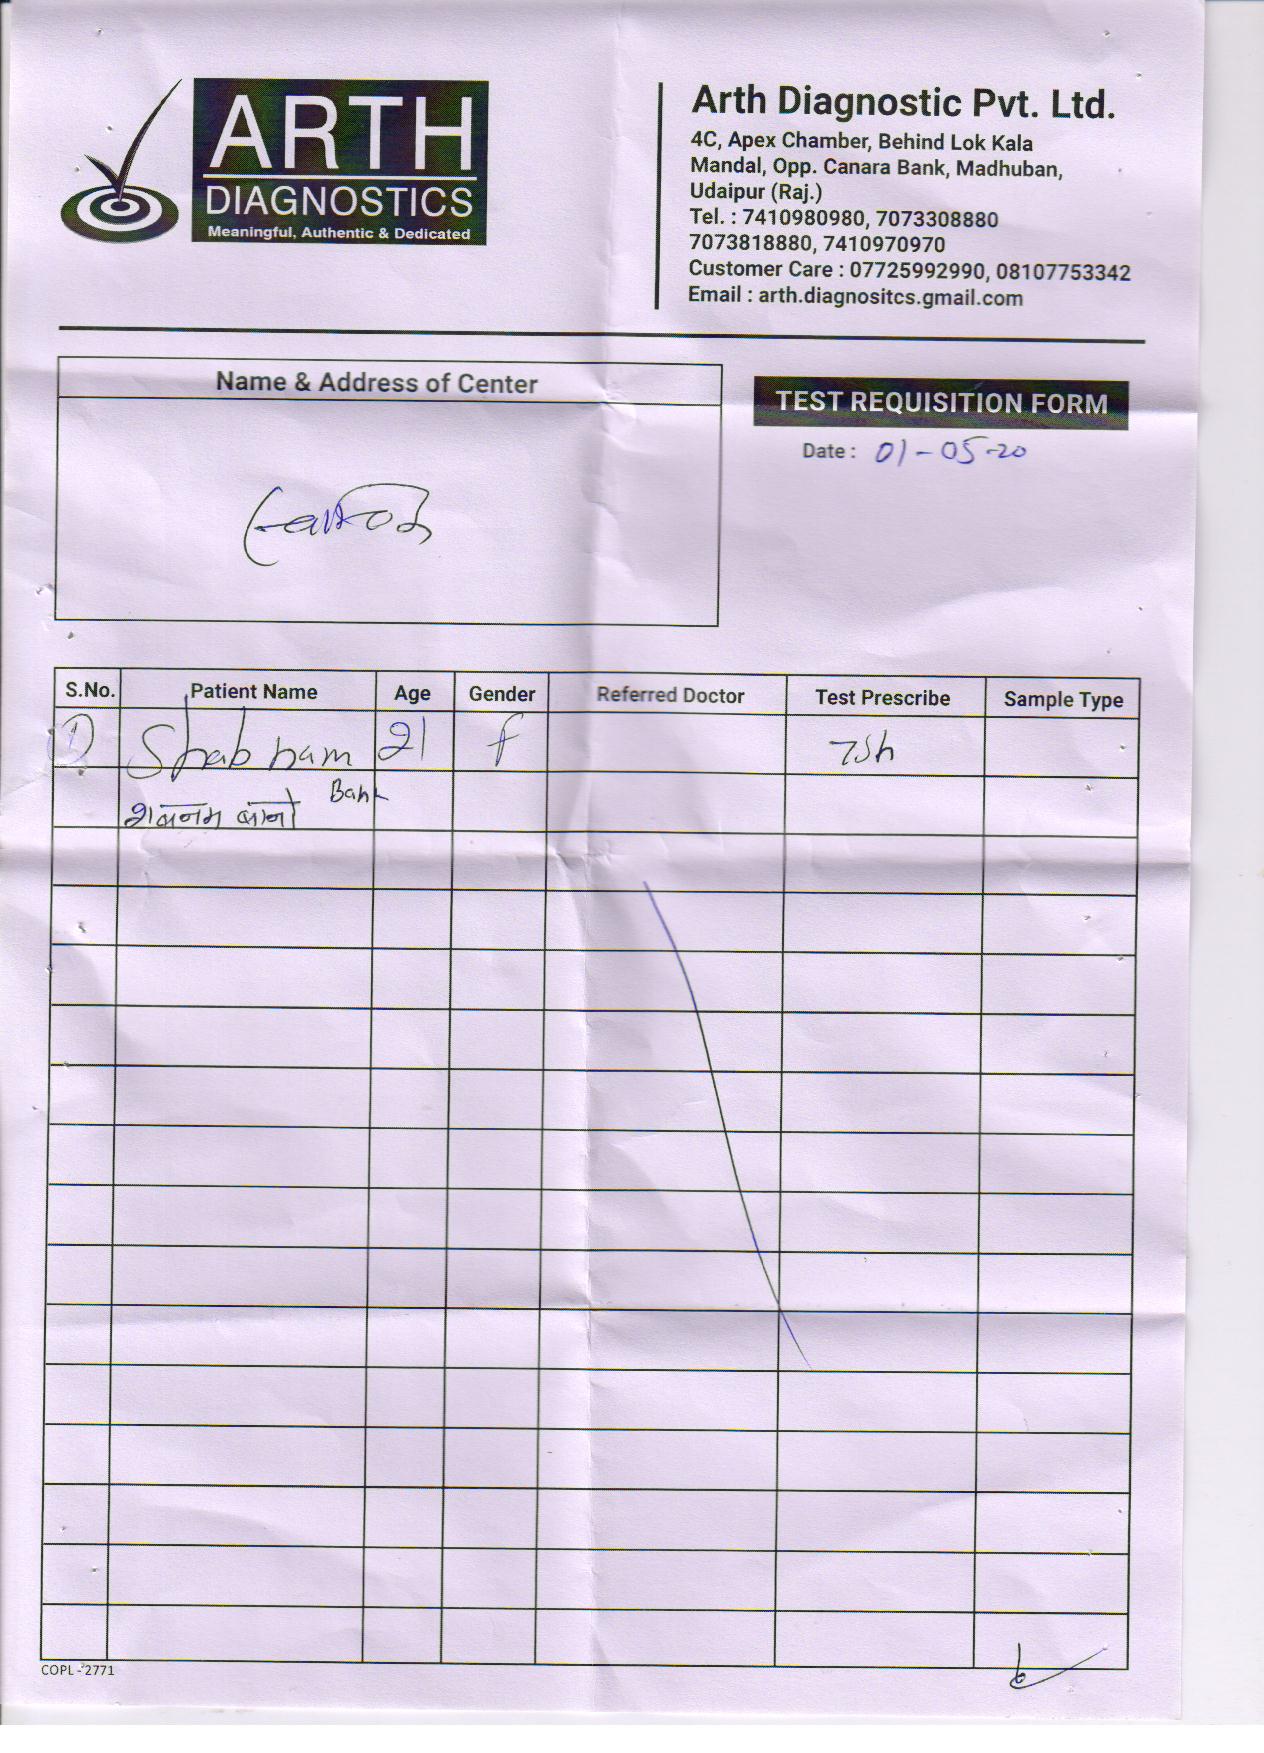 ARTH
DIAGNOSTICS
Meaningful, Authentic & Dedicated
Arth Diagnostic Pvt. Ltd.
4C, Apex Chamber, Behind Lok Kala
Mandal, Opp. Canara Bank, Madhuban,
Udaipur (Raj.)
Tel. : 7410980980, 7073308880
7073818880, 7410970970
Customer Care : 07725992990, 08107753342
Email : arth.diagnositcs.gmail.com
Name & Address of Center
TEST REQUISITION FORM
Date : 01-05-20
S.No. Patient Name Age Gender Referred Doctor Test Prescribe Sample Type
1 Shabnam 21 f TSh
शबनम बानो
COPL - 2771